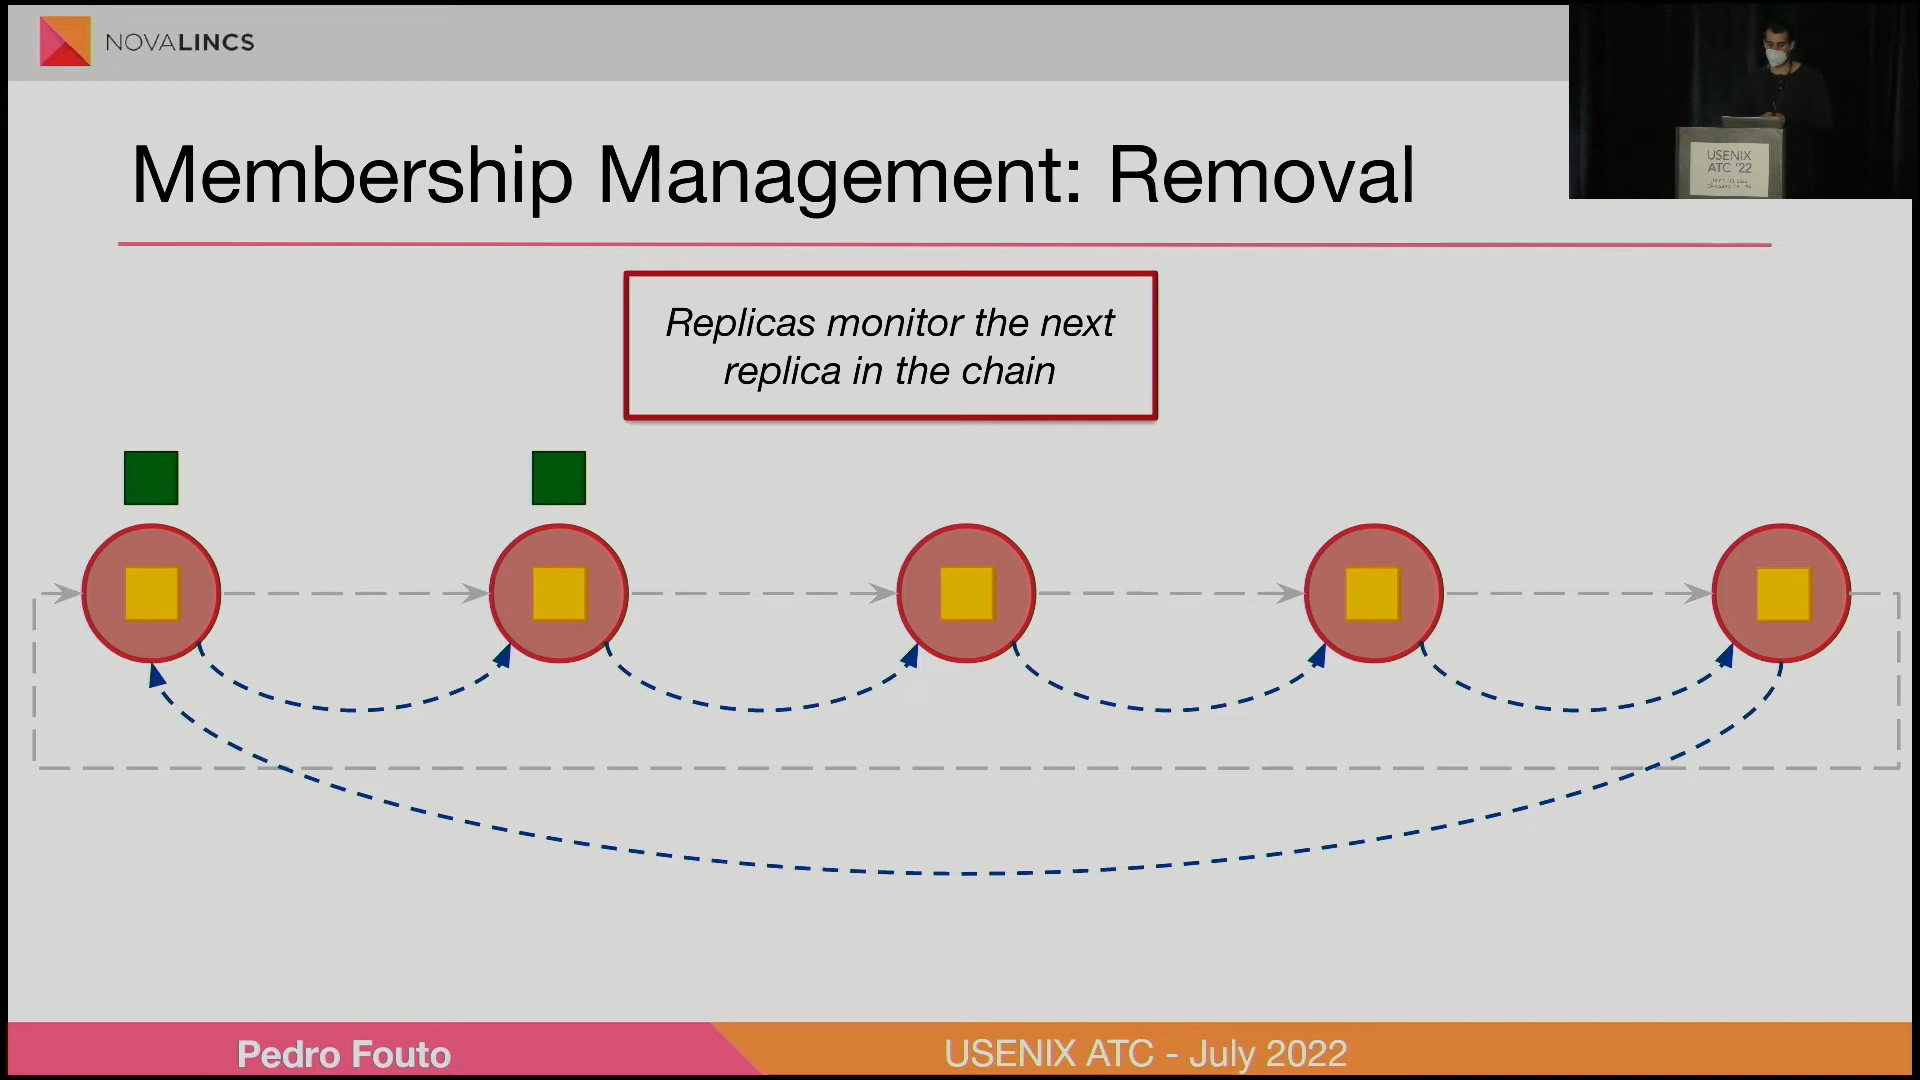 NOVALINCS
USENIX
ATC '22
Membership Management: Removal
Replicas monitor the next
replica in the chain
Pedro Fouto
USENIX ATC - July 2022